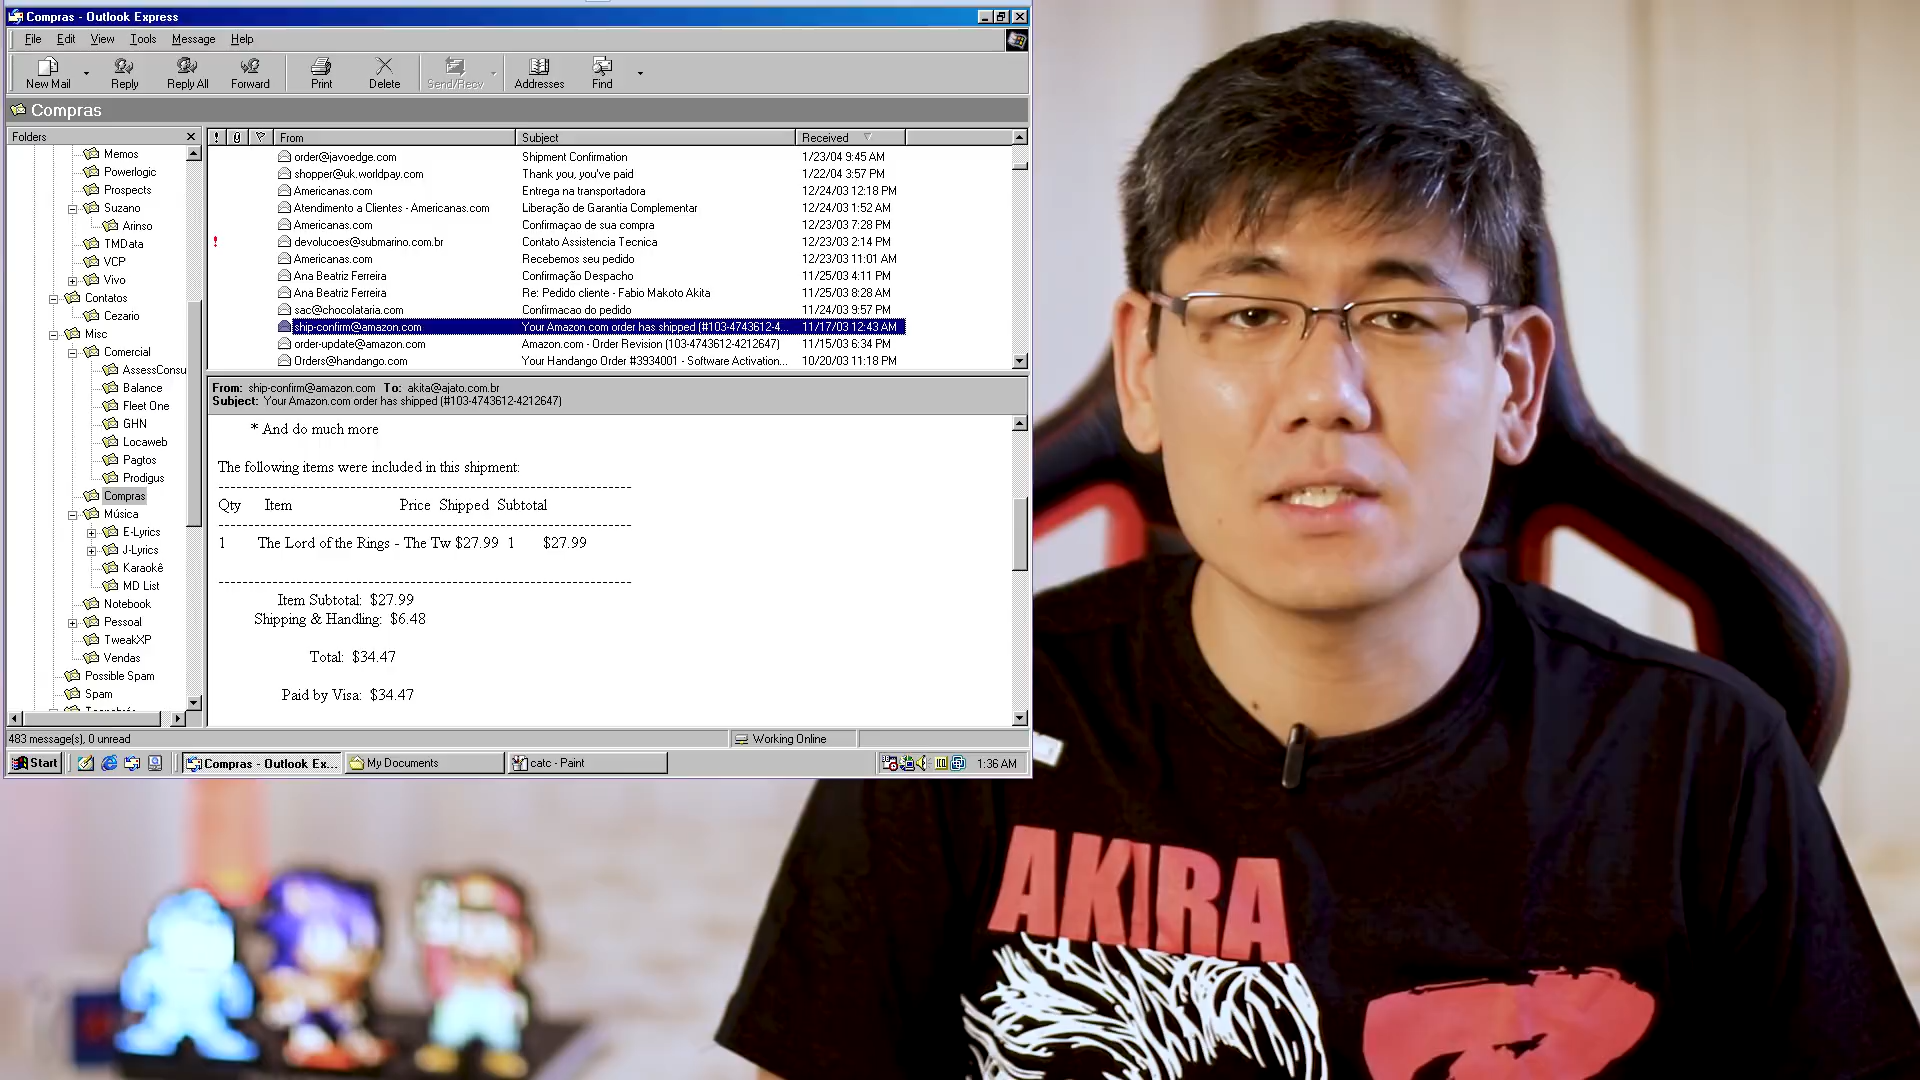 Compras - Outlook Express
File Edit View Tools Message Help
New Mail Reply Reply All Forward Print Delete Send/Recv Addresses Find
Compras
Folders
Memos
Powerlogic
Prospects
Suzano
Arinso
TMData
VCP
Vivo
Contatos
Cezario
Misc
Comercial
AssessConsu
Balance
Fleet One
GHN
Locaweb
Pagtos
Prodigus
Compras
Música
E-Lyrics
J-Lyrics
Karaokê
MD List
Notebook
Pessoal
TweakXP
Vendas
Possible Spam
Spam
! From Subject Received
order@javoedge.com Shipment Confirmation 1/23/04 9:45 AM
shopper@uk.worldpay.com Thank you, you've paid 1/22/04 3:57 PM
Americanas.com Entrega na transportadora 12/24/03 12:18 PM
Atendimento a Clientes - Americanas.com Liberação de Garantia Complementar 12/24/03 1:52 AM
Americanas.com Confirmaçao de sua compra 12/23/03 7:28 PM
! devolucoes@submarino.com.br Contato Assistencia Tecnica 12/23/03 2:14 PM
Americanas.com Recebemos seu pedido 12/23/03 11:01 AM
Ana Beatriz Ferreira Confirmação Despacho 11/25/03 4:11 PM
Ana Beatriz Ferreira Re: Pedido cliente - Fabio Makoto Akita 11/25/03 8:28 AM
sac@chocolataria.com Confirmacao do pedido 11/23/03 9:57 PM
ship-confirm@amazon.com Your Amazon.com order has shipped (#103-4743612-4... 11/17/03 12:43 AM
order-update@amazon.com Amazon.com - Order Revision (103-4743612-4212647) 11/15/03 6:34 PM
Orders@handango.com Your Handango Order #3934001 - Software Activation... 10/20/03 11:18 PM
From: ship-confirm@amazon.com To: akita@ajato.com.br
Subject: Your Amazon.com order has shipped (#103-4743612-4212647)
* And do much more
The following items were included in this shipment:
---------------------------------------------------------------------
Qty Item Price Shipped Subtotal
---------------------------------------------------------------------
1 The Lord of the Rings - The Tw $27.99 1 $27.99
---------------------------------------------------------------------
Item Subtotal: $27.99
Shipping & Handling: $6.48
Total: $34.47
Paid by Visa: $34.47
483 message(s), 0 unread
Working Online
Start Compras - Outlook Ex... My Documents catc - Paint 1:36 AM
AKIRA